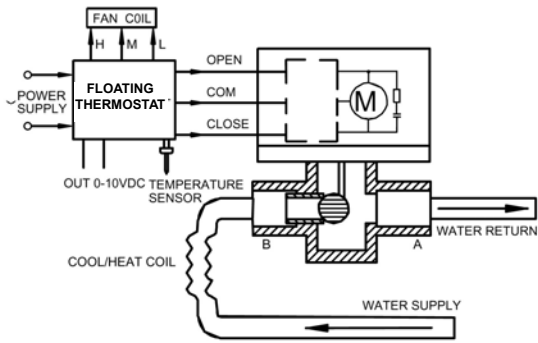 FAN COIL
H M L
OPEN
FLOATING
THERMOSTAT
POWER
SUPPLY
COM
M
CLOSE
OUT 0-10VDC
TEMPERATURE
SENSOR
WATER RETURN
B
A
COOL/HEAT COIL
WATER SUPPLY